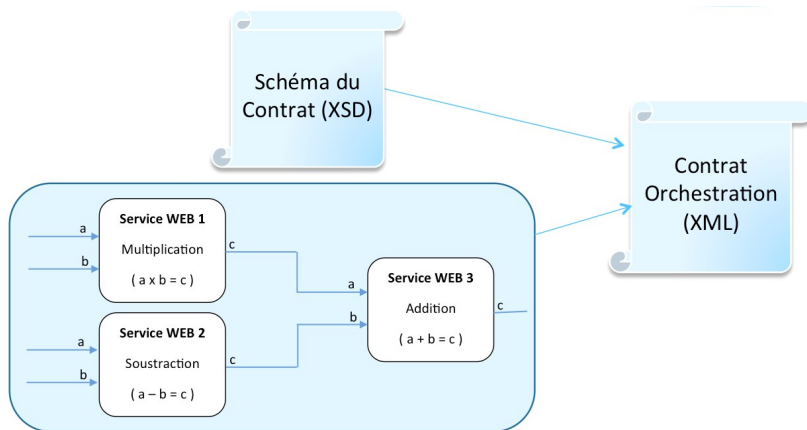 Schéma du
Contrat (XSD)
Contrat
Orchestration
(XML)
Service WEB 1
a
Multiplication
c
b
( a x b = c )
Service WEB 3
a
Addition
c
b
( a + b = c )
Service WEB 2
a
Soustraction
c
b
( a – b = c )